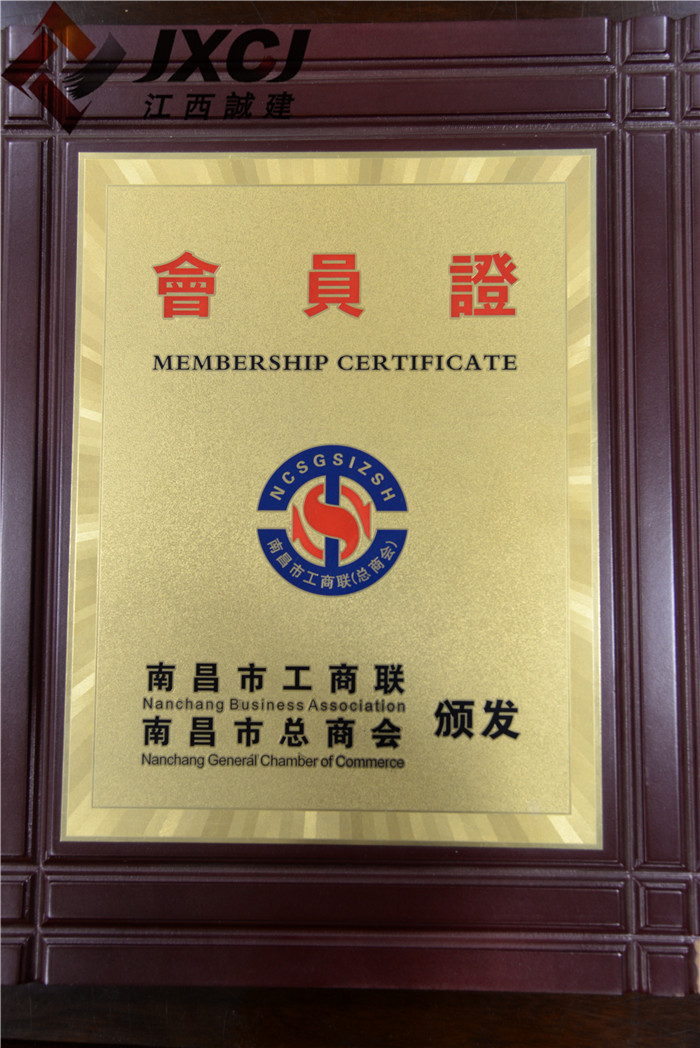 JXCJ
江西誠建
會員證
MEMBERSHIP CERTIFICATE
NCSGSIZSH
南昌市工商联(总商会)
南昌市工商联
Nanchang Business Association
南昌市总商会
Nanchang General Chamber of Commerce
颁发